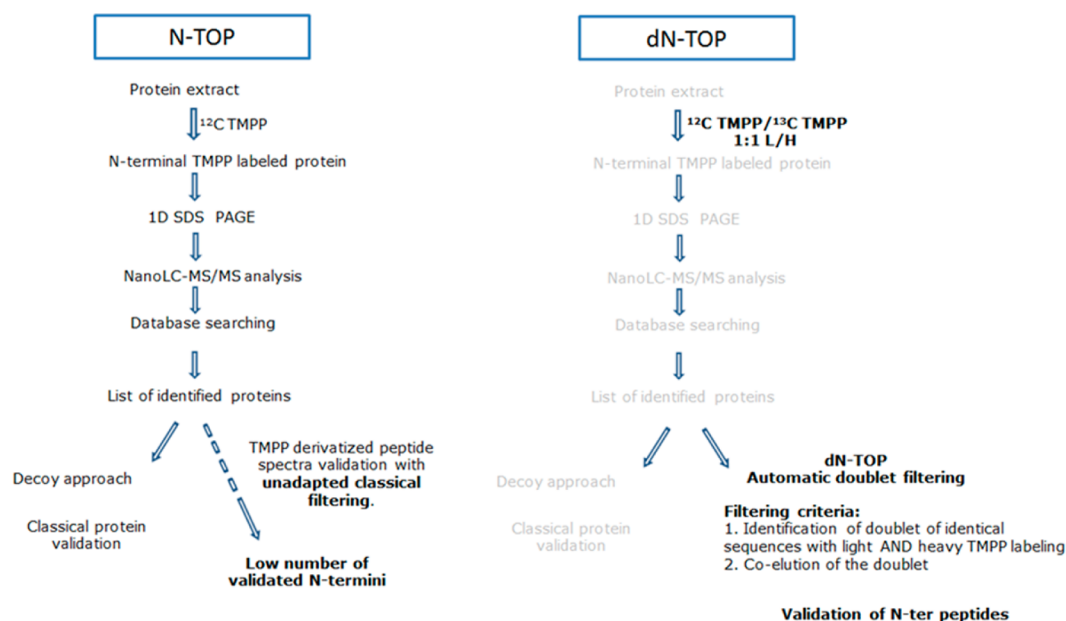 N-TOP
Protein extract
¹²C TMPP
N-terminal TMPP labeled protein
1D SDS PAGE
NanoLC-MS/MS analysis
Database searching
List of identified proteins
TMPP derivatized peptide
spectra validation with
unadapted classical
filtering.
Decoy approach
Classical protein
validation
Low number of
validated N-termini
dN-TOP
Protein extract
¹²C TMPP/¹³C TMPP
1:1 L/H
N-terminal TMPP labeled protein
1D SDS PAGE
NanoLC-MS/MS analysis
Database searching
List of identified proteins
Decoy approach
Classical protein
validation
dN-TOP
Automatic doublet filtering
Filtering criteria:
1. Identification of doublet of identical
sequences with light AND heavy TMPP labeling
2. Co-elution of the doublet
Validation of N-ter peptides